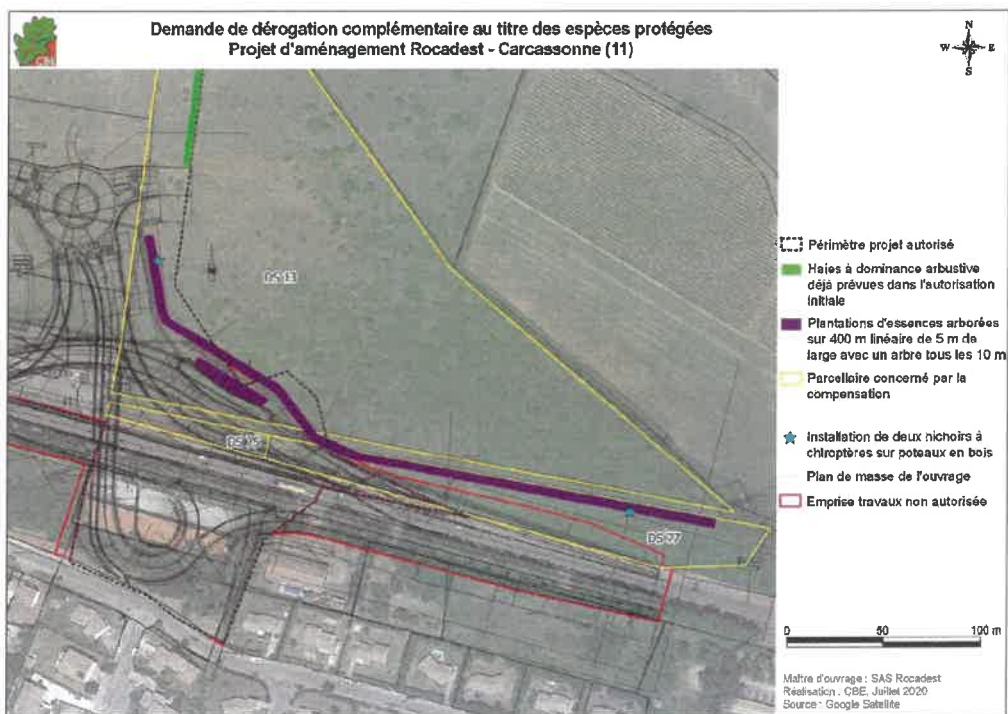 Demande de dérogation complémentaire au titre des espèces protégées
Projet d'aménagement Rocadest - Carcassonne (11)
N
W E
S
DS 13
DS 77
Périmètre projet autorisé
Haies à dominance arbustive
déjà prévues dans l'autorisation
initiale
Plantations d'essences arborées
sur 400 m linéaire de 5 m de
large avec un arbre tous les 10 m
Parcellaire concerné par la
compensation
Installation de deux nichoirs à
chiroptères sur poteaux en bois
Plan de masse de l'ouvrage
Emprise travaux non autorisée
0 50 100 m
Maître d'ouvrage : SAS Rocadest
Réalisation : CBE, Juillet 2020
Source : Google Satellite